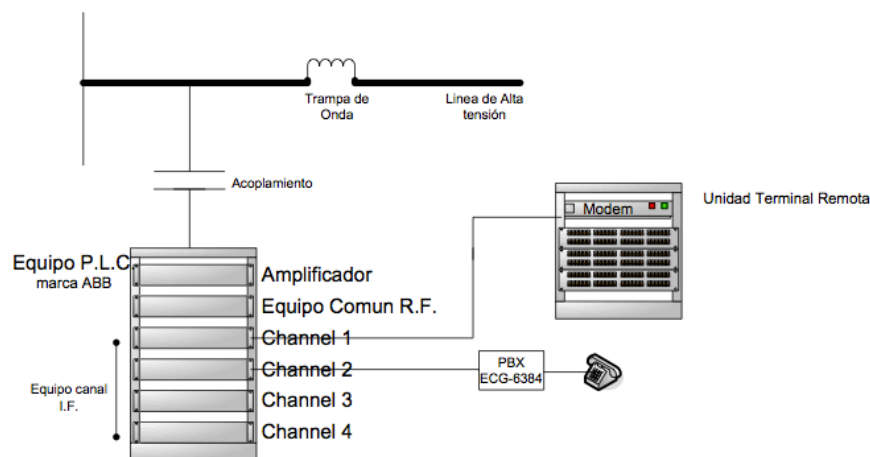 Trampa de
Onda
Linea de Alta
tensión
Acoplamiento
Modem
Unidad Terminal Remota
Equipo P.L.C.
marca ABB
Amplificador
Equipo Comun R.F.
Channel 1
Channel 2
PBX
ECG-6384
Equipo canal
I.F.
Channel 3
Channel 4